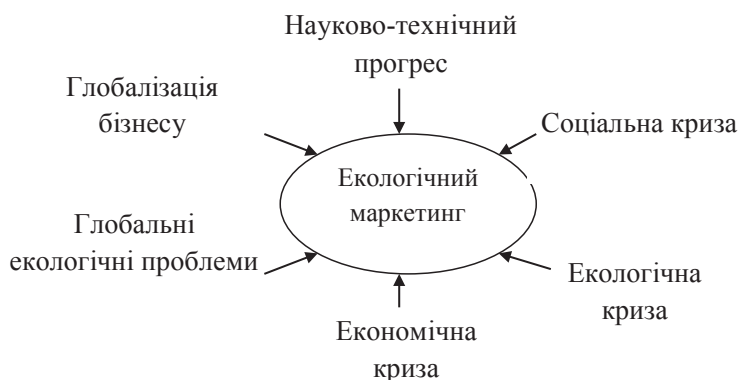 Науково-технічний
прогрес
Глобалізація
бізнесу
Соціальна криза
Екологічний
маркетинг
Глобальні
екологічні проблеми
Екологічна
криза
Економічна
криза